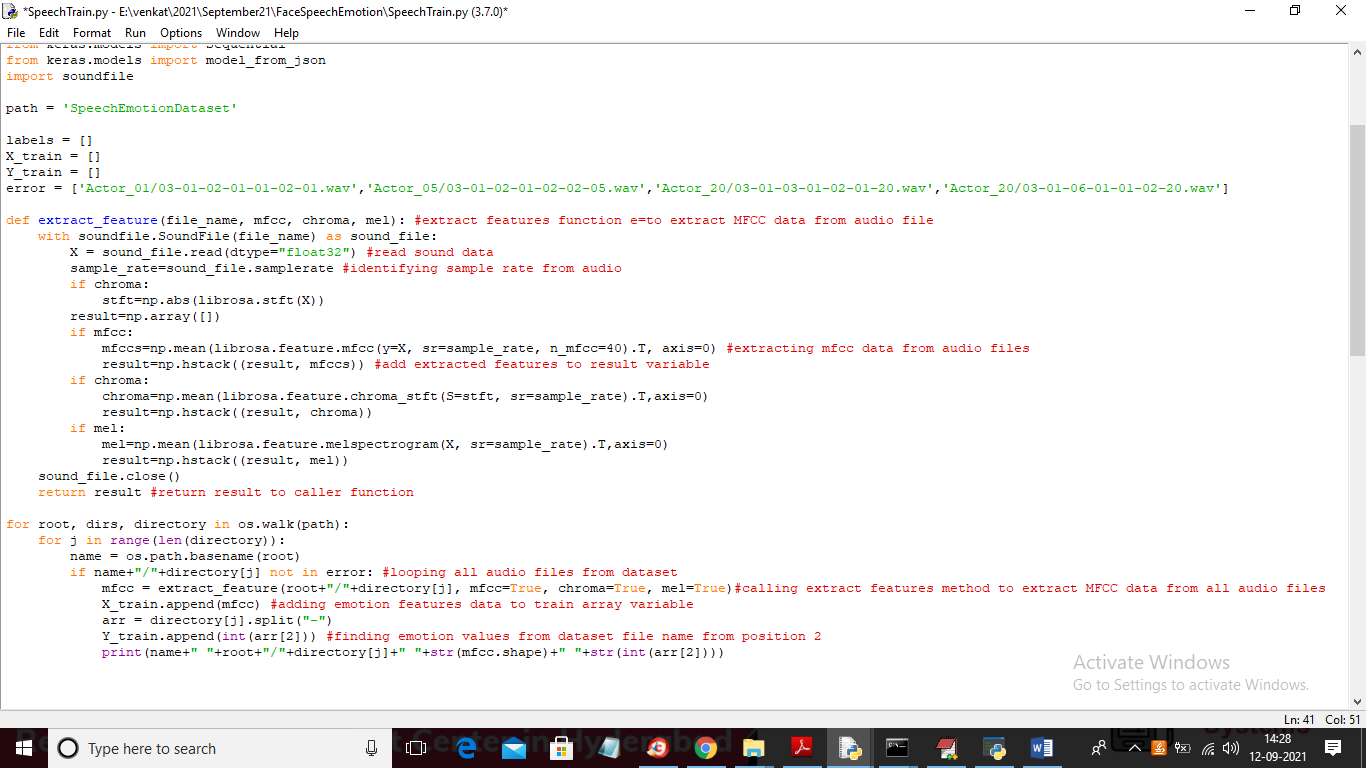 *SpeechTrain.py - E:\venkat\2021\September21\FaceSpeechEmotion\SpeechTrain.py (3.7.0)*
File Edit Format Run Options Window Help
from keras.models import Sequential
from keras.models import model_from_json
import soundfile
path = 'SpeechEmotionDataset'
labels = []
X_train = []
Y_train = []
error = ['Actor_01/03-01-02-01-01-02-01.wav','Actor_05/03-01-02-01-02-02-05.wav','Actor_20/03-01-03-01-02-01-20.wav','Actor_20/03-01-06-01-01-02-20.wav']
def extract_feature(file_name, mfcc, chroma, mel): #extract features function e=to extract MFCC data from audio file
with soundfile.SoundFile(file_name) as sound_file:
X = sound_file.read(dtype="float32") #read sound data
sample_rate=sound_file.samplerate #identifying sample rate from audio
if chroma:
stft=np.abs(librosa.stft(X))
result=np.array([])
if mfcc:
mfccs=np.mean(librosa.feature.mfcc(y=X, sr=sample_rate, n_mfcc=40).T, axis=0) #extracting mfcc data from audio files
result=np.hstack((result, mfccs)) #add extracted features to result variable
if chroma:
chroma=np.mean(librosa.feature.chroma_stft(S=stft, sr=sample_rate).T,axis=0)
result=np.hstack((result, chroma))
if mel:
mel=np.mean(librosa.feature.melspectrogram(X, sr=sample_rate).T,axis=0)
result=np.hstack((result, mel))
sound_file.close()
return result #return result to caller function
for root, dirs, directory in os.walk(path):
for j in range(len(directory)):
name = os.path.basename(root)
if name+"/"+directory[j] not in error: #looping all audio files from dataset
mfcc = extract_feature(root+"/"+directory[j], mfcc=True, chroma=True, mel=True)#calling extract features method to extract MFCC data from all audio files
X_train.append(mfcc) #adding emotion features data to train array variable
arr = directory[j].split("-")
Y_train.append(int(arr[2])) #finding emotion values from dataset file name from position 2
print(name+" "+root+"/"+directory[j]+" "+str(mfcc.shape)+" "+str(int(arr[2])))
Activate Windows
Go to Settings to activate Windows.
Ln: 41 Col: 51
Type here to search
14:28
12-09-2021